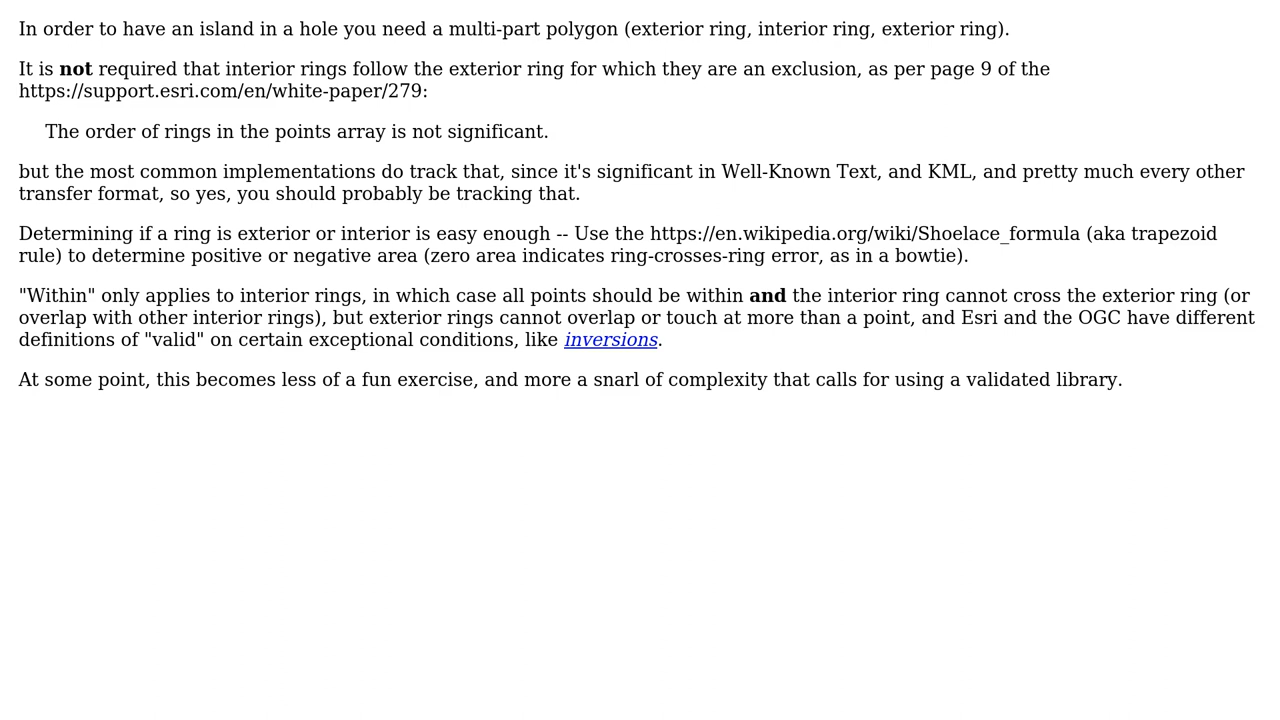 In order to have an island in a hole you need a multi-part polygon (exterior ring, interior ring, exterior ring).
It is not required that interior rings follow the exterior ring for which they are an exclusion, as per page 9 of the
https://support.esri.com/en/white-paper/279:
The order of rings in the points array is not significant.
but the most common implementations do track that, since it's significant in Well-Known Text, and KML, and pretty much every other
transfer format, so yes, you should probably be tracking that.
Determining if a ring is exterior or interior is easy enough -- Use the https://en.wikipedia.org/wiki/Shoelace_formula (aka trapezoid
rule) to determine positive or negative area (zero area indicates ring-crosses-ring error, as in a bowtie).
"Within" only applies to interior rings, in which case all points should be within and the interior ring cannot cross the exterior ring (or
overlap with other interior rings), but exterior rings cannot overlap or touch at more than a point, and Esri and the OGC have different
definitions of "valid" on certain exceptional conditions, like inversions.
At some point, this becomes less of a fun exercise, and more a snarl of complexity that calls for using a validated library.